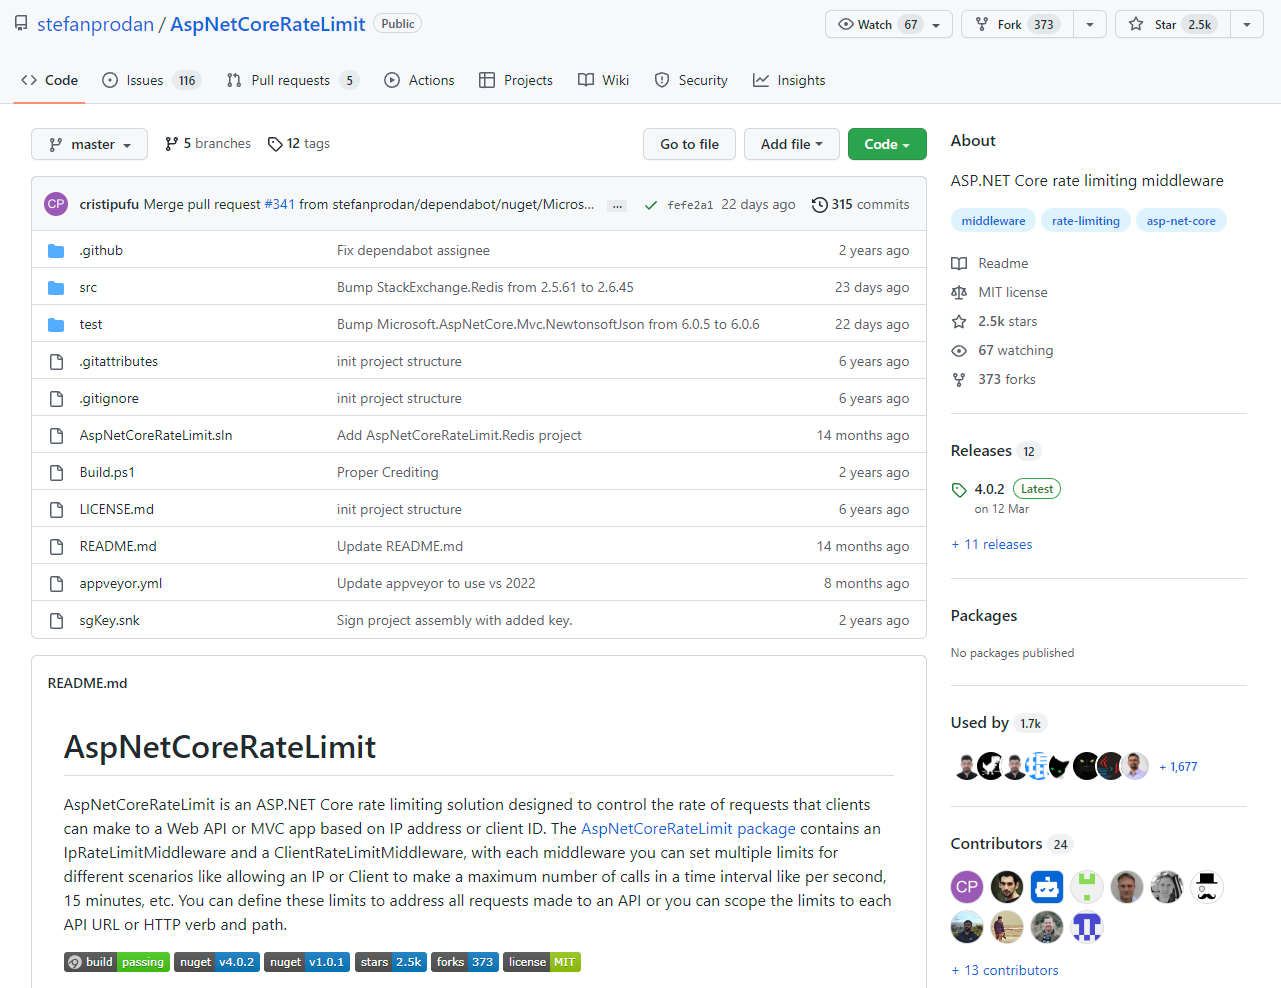 stefanprodan / AspNetCoreRateLimit Public
Watch 67
Fork 373
Star 2.5k
Code
Issues 116
Pull requests 5
Actions
Projects
Wiki
Security
Insights
master
5 branches
12 tags
Go to file
Add file
Code
CP cristipufu Merge pull request #341 from stefanprodan/dependabot/nuget/Micros... ... fefe2a1 22 days ago 315 commits
.github Fix dependabot assignee 2 years ago
src Bump StackExchange.Redis from 2.5.61 to 2.6.45 23 days ago
test Bump Microsoft.AspNetCore.Mvc.NewtonsoftJson from 6.0.5 to 6.0.6 22 days ago
.gitattributes init project structure 6 years ago
.gitignore init project structure 6 years ago
AspNetCoreRateLimit.sln Add AspNetCoreRateLimit.Redis project 14 months ago
Build.ps1 Proper Crediting 2 years ago
LICENSE.md init project structure 6 years ago
README.md Update README.md 14 months ago
appveyor.yml Update appveyor to use vs 2022 8 months ago
sgKey.snk Sign project assembly with added key. 2 years ago
README.md
AspNetCoreRateLimit
AspNetCoreRateLimit is an ASP.NET Core rate limiting solution designed to control the rate of requests that clients
can make to a Web API or MVC app based on IP address or client ID. The AspNetCoreRateLimit package contains an
IpRateLimitMiddleware and a ClientRateLimitMiddleware, with each middleware you can set multiple limits for
different scenarios like allowing an IP or Client to make a maximum number of calls in a time interval like per second,
15 minutes, etc. You can define these limits to address all requests made to an API or you can scope the limits to each
API URL or HTTP verb and path.
build passing nuget v4.0.2 nuget v1.0.1 stars 2.5k forks 373 license MIT
About
ASP.NET Core rate limiting middleware
middleware rate-limiting asp-net-core
Readme
MIT license
2.5k stars
67 watching
373 forks
Releases 12
4.0.2 Latest
on 12 Mar
+ 11 releases
Packages
No packages published
Used by 1.7k
+ 1,677
Contributors 24
CP
+ 13 contributors